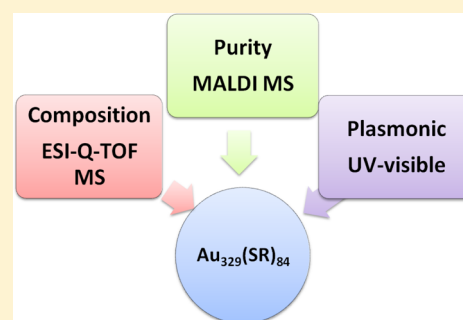 Purity
MALDI MS
Composition
ESI-Q-TOF
MS
Plasmonic
UV-visible
Au₃₂₉(SR)₈₄